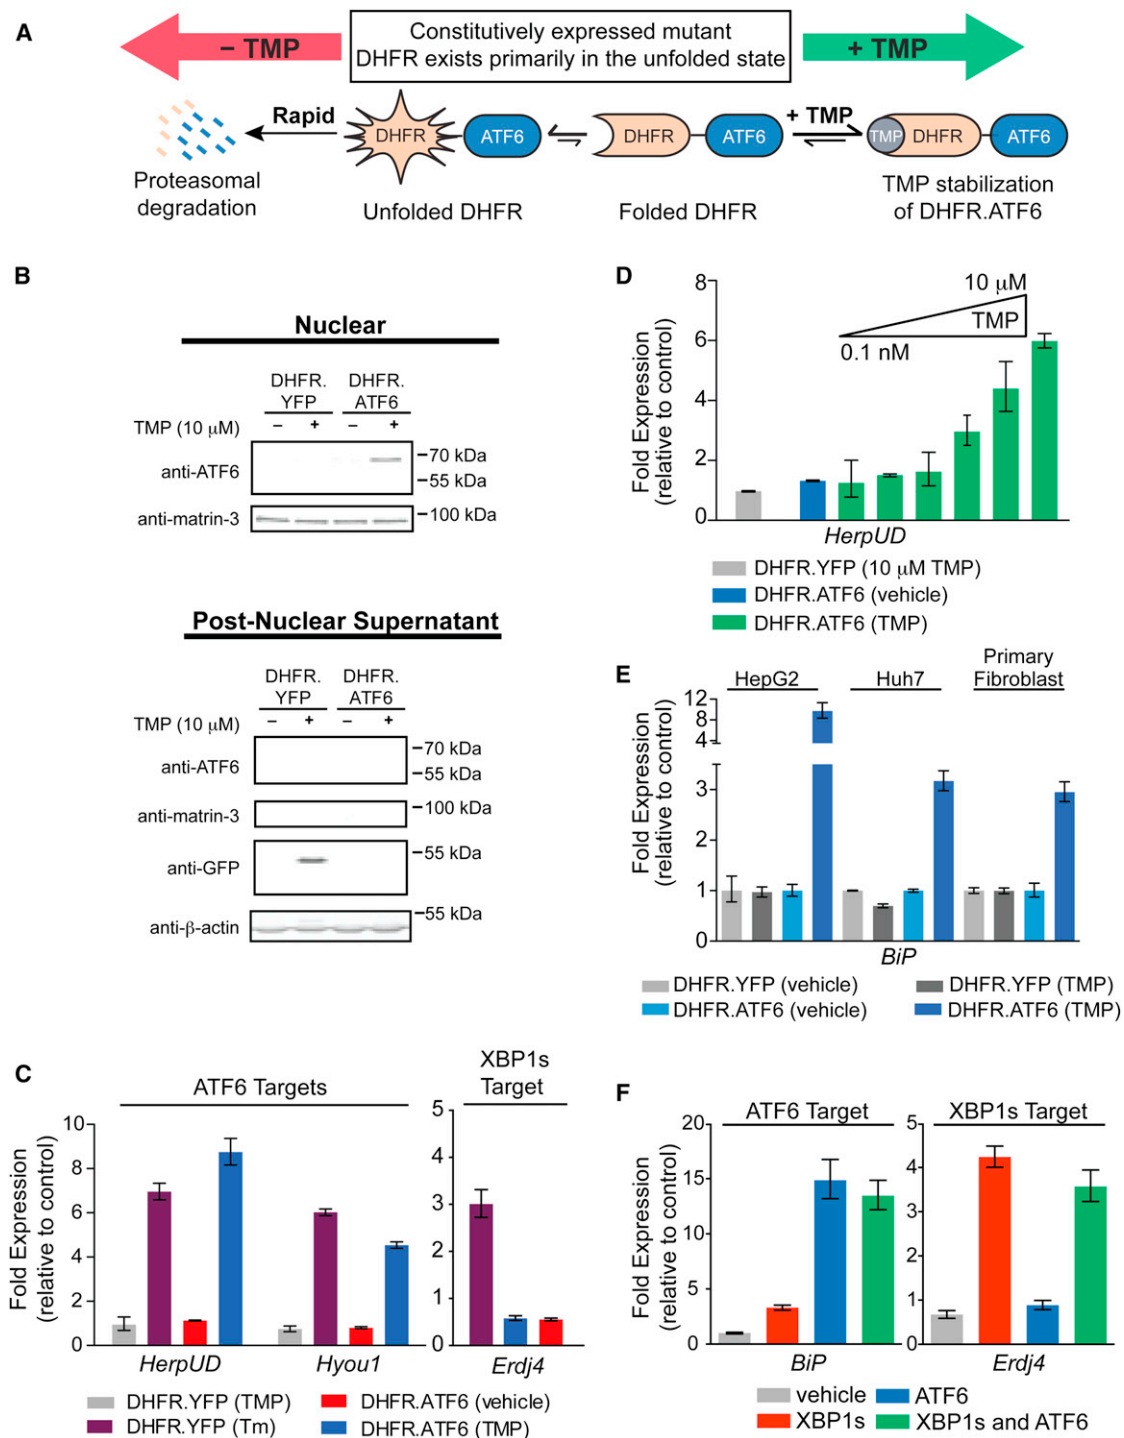 A
– TMP
Constitutively expressed mutant
DHFR exists primarily in the unfolded state
+ TMP
Rapid
DHFR
ATF6
DHFR
ATF6
+ TMP
TMP
DHFR
ATF6
Proteasomal
degradation
Unfolded DHFR
Folded DHFR
TMP stabilization
of DHFR.ATF6
B
Nuclear
DHFR.
YFP
DHFR.
ATF6
TMP (10 µM)
– + – +
anti-ATF6
–70 kDa
–55 kDa
anti-matrin-3
–100 kDa
Post-Nuclear Supernatant
DHFR.
YFP
DHFR.
ATF6
TMP (10 µM)
– + – +
anti-ATF6
–70 kDa
–55 kDa
anti-matrin-3
–100 kDa
anti-GFP
–55 kDa
anti-β-actin
–55 kDa
C
ATF6 Targets
XBP1s
Target
Fold Expression
(relative to control)
10
8
6
4
2
0
HerpUD
Hyou1
5
4
3
2
1
0
Erdj4
DHFR.YFP (TMP)
DHFR.ATF6 (vehicle)
DHFR.YFP (Tm)
DHFR.ATF6 (TMP)
D
Fold Expression
(relative to control)
8
6
4
2
0
10 µM
TMP
0.1 nM
HerpUD
DHFR.YFP (10 µM TMP)
DHFR.ATF6 (vehicle)
DHFR.ATF6 (TMP)
E
HepG2
Huh7
Primary
Fibroblast
Fold Expression
(relative to control)
12
8
4
3
2
1
0
BiP
DHFR.YFP (vehicle)
DHFR.YFP (TMP)
DHFR.ATF6 (vehicle)
DHFR.ATF6 (TMP)
F
ATF6 Target
XBP1s Target
Fold Expression
(relative to control)
20
15
10
5
0
BiP
5
4
3
2
1
0
Erdj4
vehicle
ATF6
XBP1s
XBP1s and ATF6